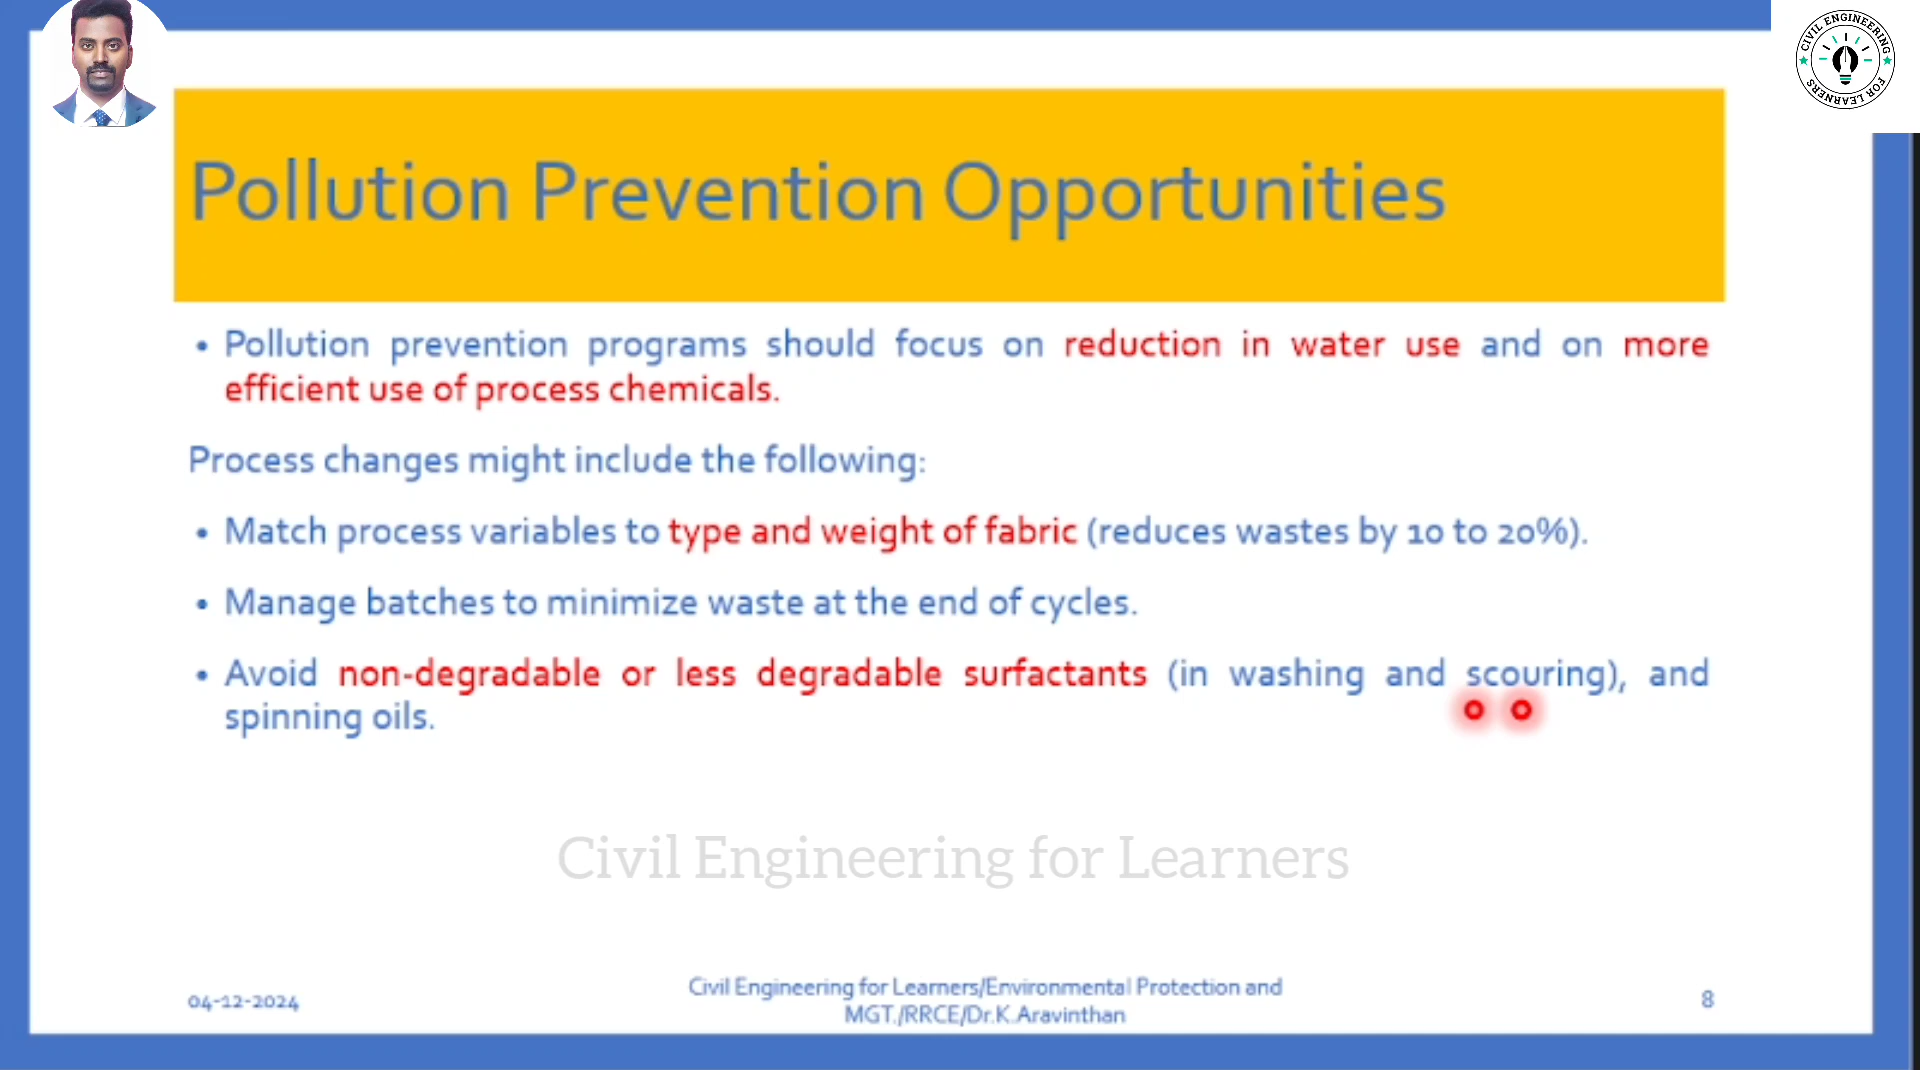 CIVIL ENGINEERING
FOR LEARNERS
Pollution Prevention Opportunities
• Pollution prevention programs should focus on reduction in water use and on more
efficient use of process chemicals.
Process changes might include the following:
• Match process variables to type and weight of fabric (reduces wastes by 10 to 20%).
• Manage batches to minimize waste at the end of cycles.
• Avoid non-degradable or less degradable surfactants (in washing and scouring), and
spinning oils.
Civil Engineering for Learners
04-12-2024
Civil Engineering for Learners/Environmental Protection and
MGT./RRCE/Dr.K.Aravinthan
8